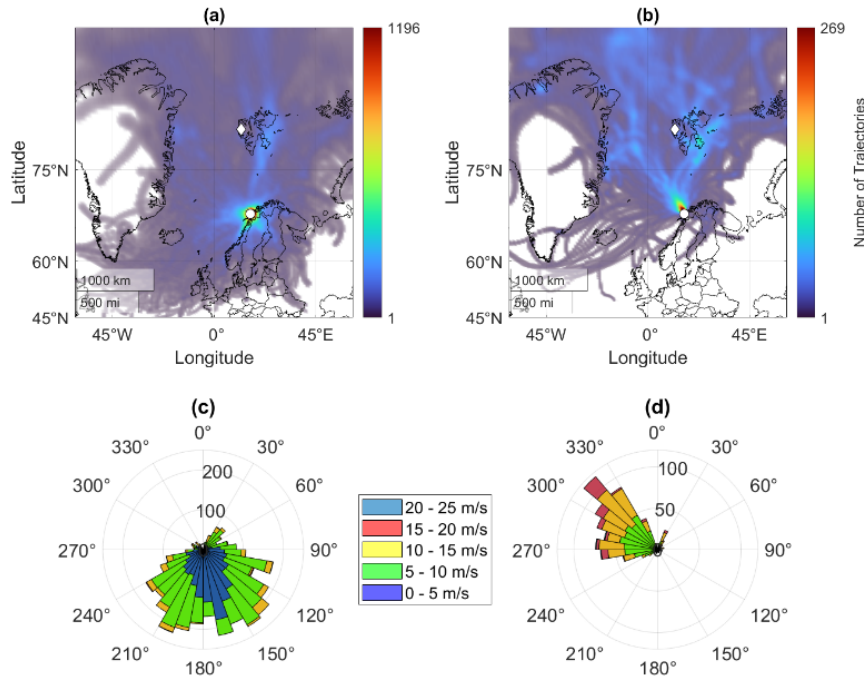 (a)
(b)
1196
269
Latitude
75°N
60°N
45°N
1000 km
500 mi
45°W
0
45°E
Longitude
1
Latitude
75°N
60°N
45°N
1000 km
500 mi
45°W
0
45°E
Longitude
1
Number of Trajectories
(c)
0°
30°
60°
90°
120°
150°
180°
210°
240°
270°
300°
330°
200
100
20 - 25 m/s
15 - 20 m/s
10 - 15 m/s
5 - 10 m/s
0 - 5 m/s
(d)
0°
30°
60°
90°
120°
150°
180°
210°
240°
270°
300°
330°
100
50